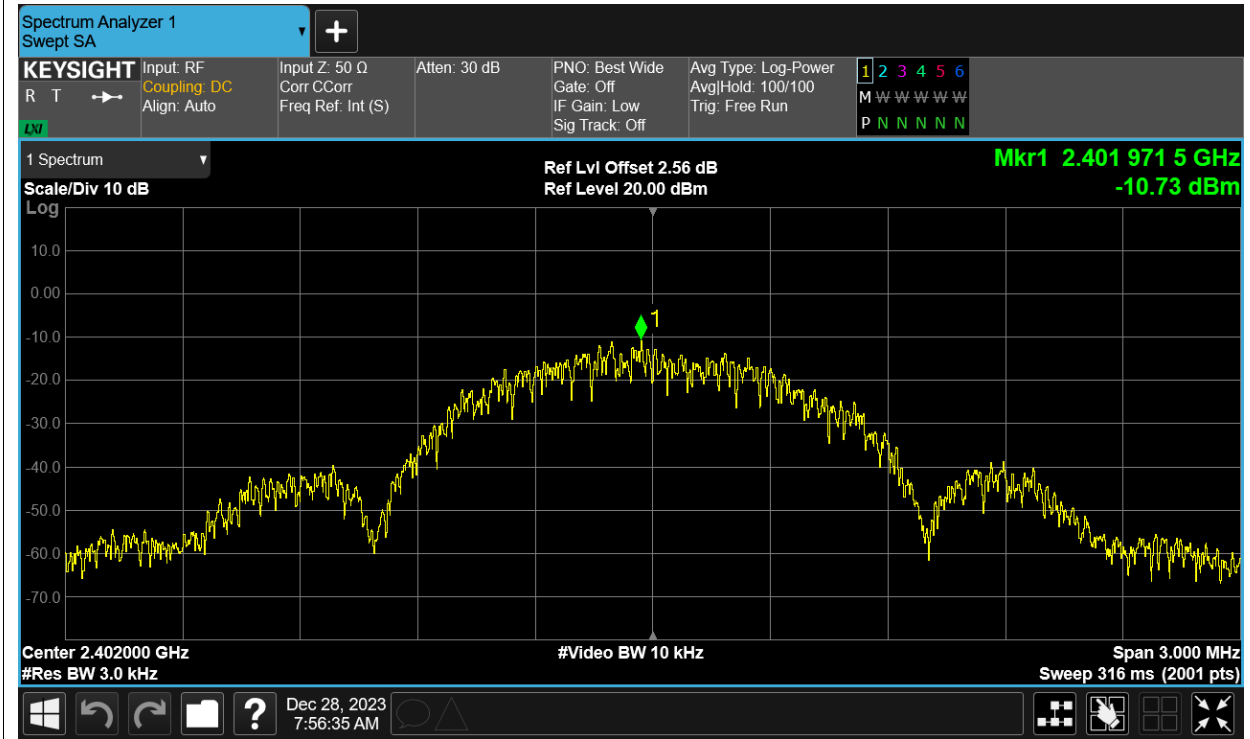 Spectrum Analyzer 1
Swept SA
KEYSIGHT
R T
LXI
Input: RF
Coupling: DC
Align: Auto
Input Z: 50 Ω
Corr CCorr
Freq Ref: Int (S)
Atten: 30 dB
PNO: Best Wide
Gate: Off
IF Gain: Low
Sig Track: Off
Avg Type: Log-Power
Avg|Hold: 100/100
Trig: Free Run
1 2 3 4 5 6
M W W W W W
P N N N N N
1 Spectrum
Scale/Div 10 dB
Log
Ref Lvl Offset 2.56 dB
Ref Level 20.00 dBm
Mkr1 2.401 971 5 GHz
-10.73 dBm
10.0
0.00
-10.0
-20.0
-30.0
-40.0
-50.0
-60.0
-70.0
1
Center 2.402000 GHz
#Res BW 3.0 kHz
#Video BW 10 kHz
Span 3.000 MHz
Sweep 316 ms (2001 pts)
?
Dec 28, 2023
7:56:35 AM